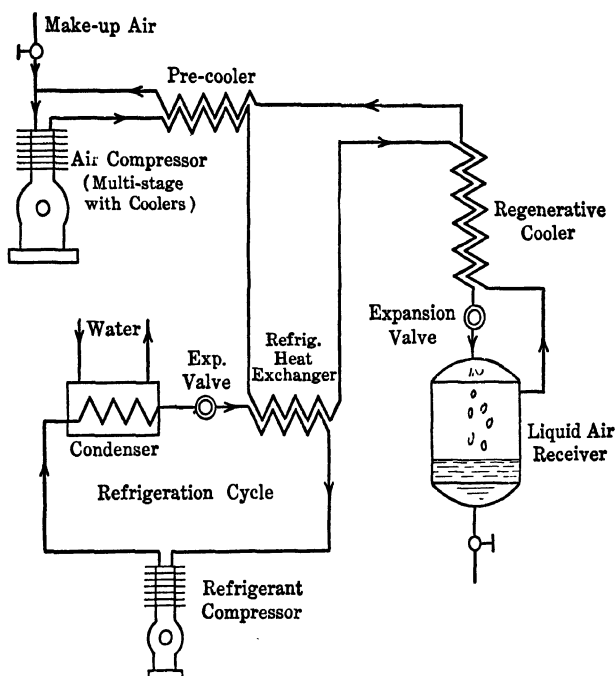 Make-up Air
Pre-cooler
Air Compressor
(Multi-stage
with Coolers)
Regenerative
Cooler
Expansion
Valve
Water
Exp.
Valve
Refrig.
Heat
Exchanger
Condenser
Liquid Air
Receiver
Refrigeration Cycle
Refrigerant
Compressor